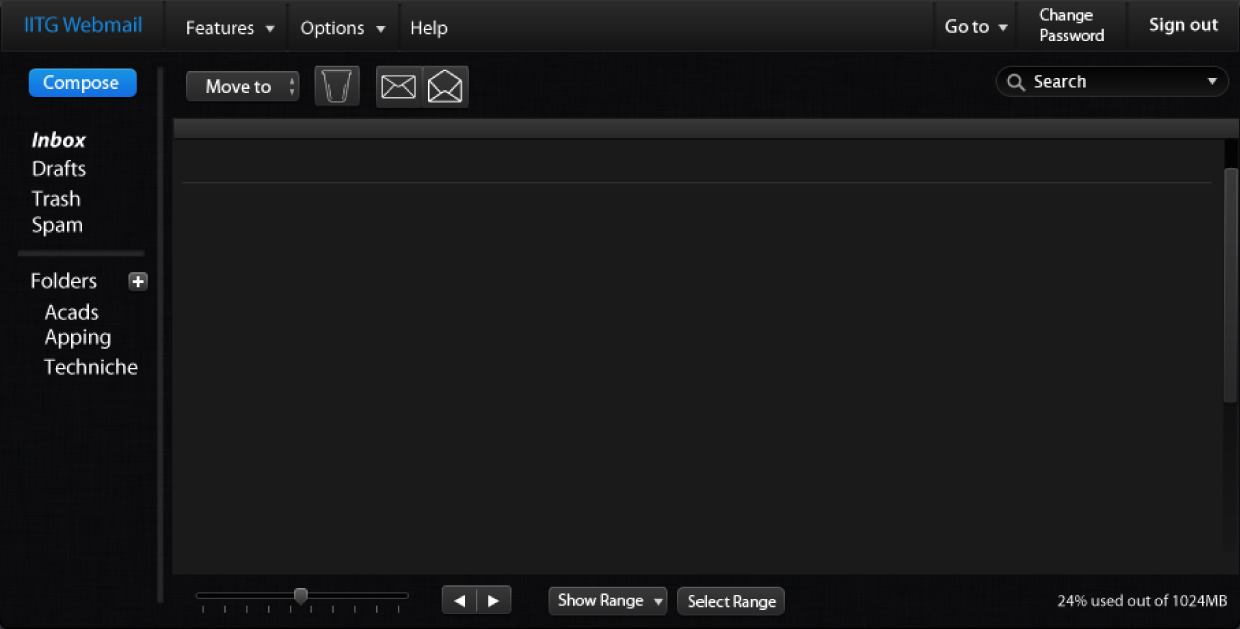 IITG Webmail
Features
Options
Help
Go to
Change
Password
Sign out
Compose
Move to
Search
Inbox
Drafts
Trash
Spam
Folders
Acads
Apping
Techniche
Show Range
Select Range
24% used out of 1024MB